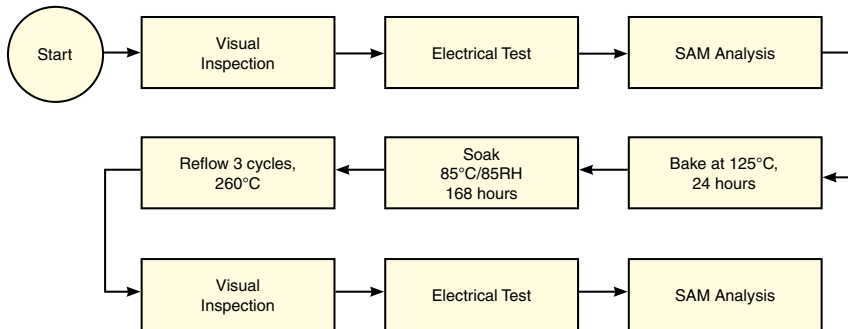 Start
Visual
Inspection
Electrical Test
SAM Analysis
Bake at 125°C,
24 hours
Soak
85°C/85RH
168 hours
Reflow 3 cycles,
260°C
Visual
Inspection
Electrical Test
SAM Analysis